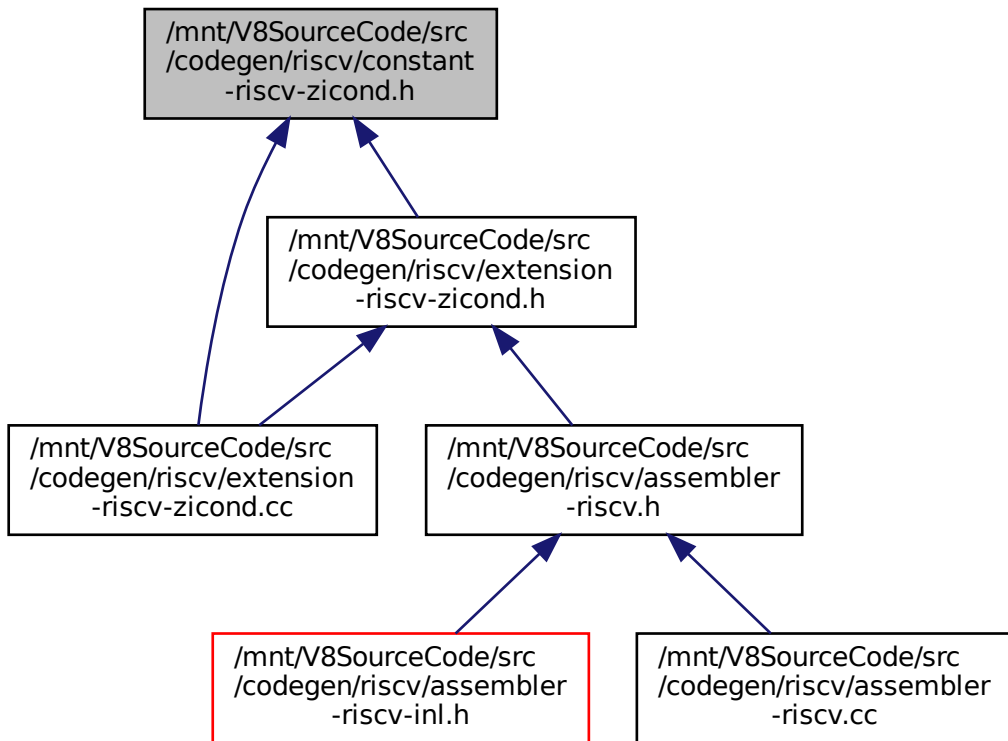 /mnt/V8SourceCode/src
/codegen/riscv/constant
-riscv-zicond.h
/mnt/V8SourceCode/src
/codegen/riscv/extension
-riscv-zicond.h
/mnt/V8SourceCode/src
/codegen/riscv/extension
-riscv-zicond.cc
/mnt/V8SourceCode/src
/codegen/riscv/assembler
-riscv.h
/mnt/V8SourceCode/src
/codegen/riscv/assembler
-riscv-inl.h
/mnt/V8SourceCode/src
/codegen/riscv/assembler
-riscv.cc